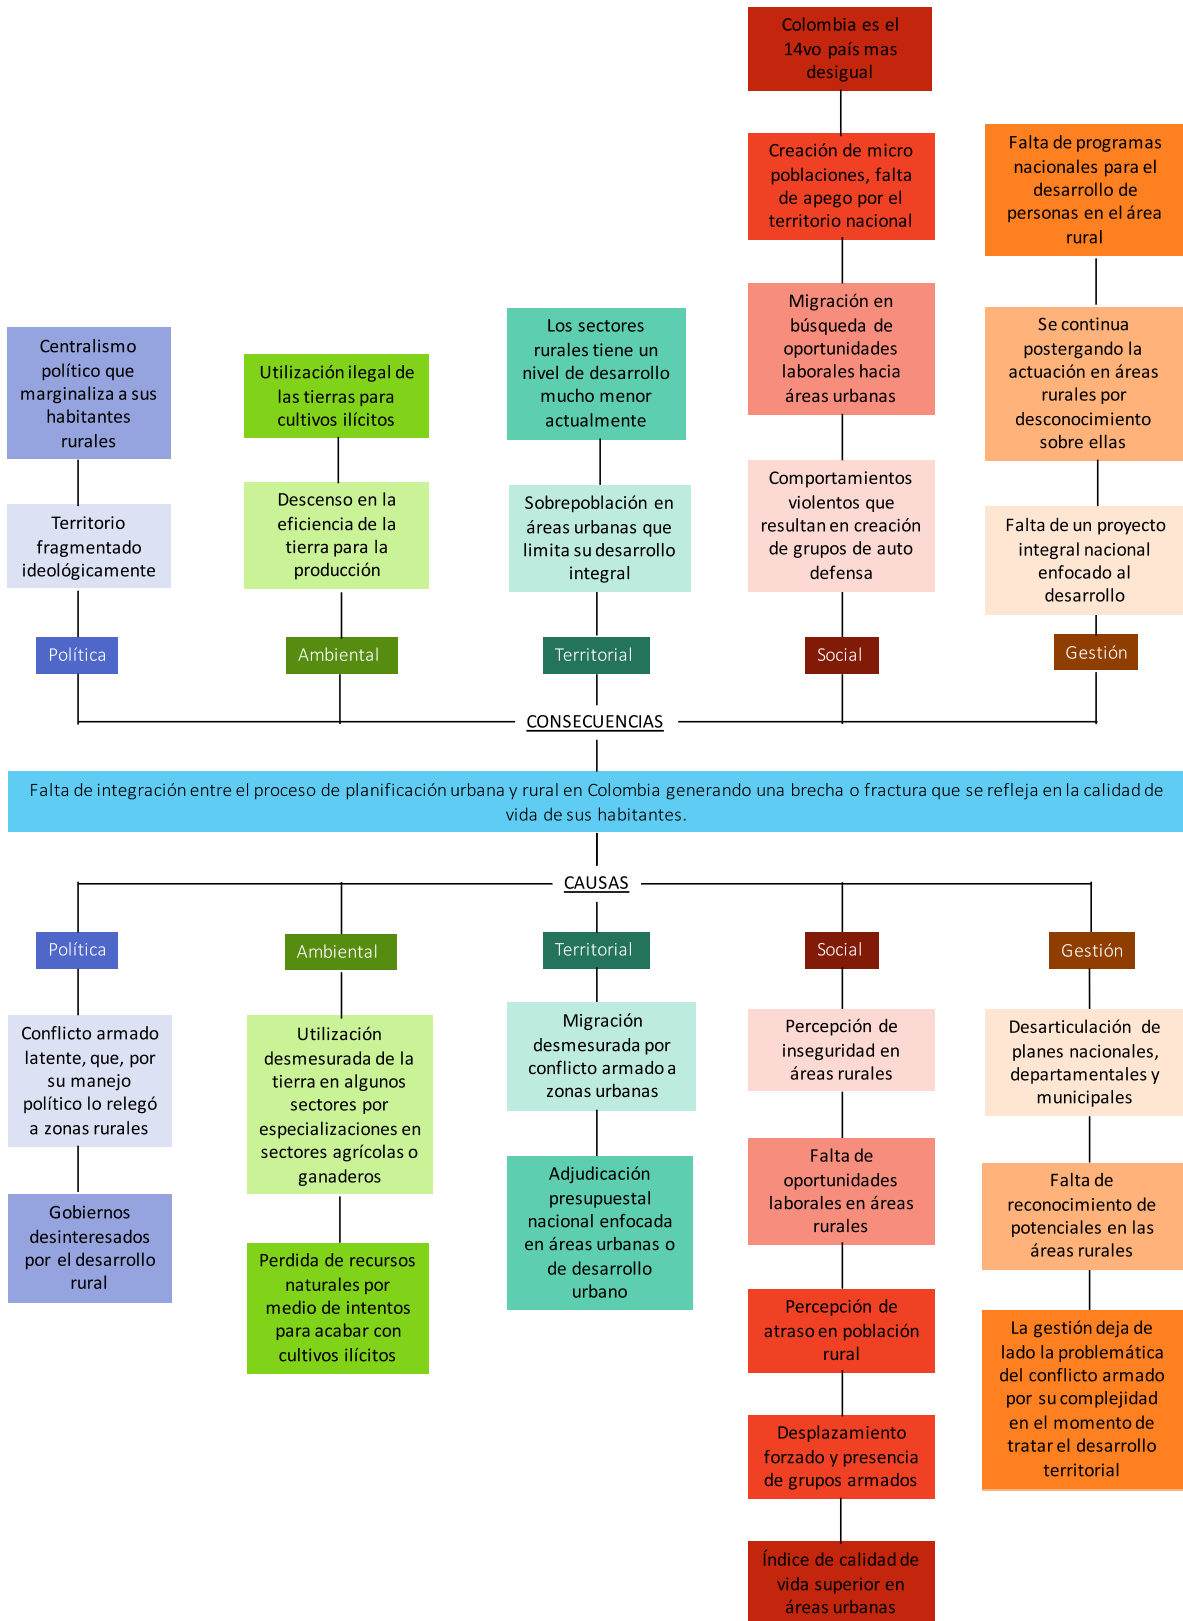 Colombia es el
14vo país mas
desigual
Creación de micro
poblaciones, falta
de apego por el
territorio nacional
Falta de programas
nacionales para el
desarrollo de
personas en el área
rural
Migración en
búsqueda de
oportunidades
laborales hacia
áreas urbanas
Los sectores
rurales tiene un
nivel de desarrollo
mucho menor
actualmente
Se continua
postergando la
actuación en áreas
rurales por
desconocimiento
sobre ellas
Centralismo
político que
marginaliza a sus
habitantes
rurales
Utilización ilegal de
las tierras para
cultivos ilícitos
Comportamientos
violentos que
resultan en creación
de grupos de auto
defensa
Descenso en la
eficiencia de la
tierra para la
producción
Sobrepoblación en
áreas urbanas que
limita su desarrollo
integral
Territorio
fragmentado
ideológicamente
Falta de un proyecto
integral nacional
enfocado al
desarrollo
Política
Ambiental
Territorial
Social
Gestión
CONSECUENCIAS
Falta de integración entre el proceso de planificación urbana y rural en Colombia generando una brecha o fractura que se refleja en la calidad de
vida de sus habitantes.
CAUSAS
Política
Ambiental
Territorial
Social
Gestión
Conflicto armado
latente, que, por
su manejo
político lo relegó
a zonas rurales
Utilización
desmesurada de la
tierra en algunos
sectores por
especializaciones en
sectores agrícolas o
ganaderos
Migración
desmesurada por
conflicto armado a
zonas urbanas
Percepción de
inseguridad en
áreas rurales
Desarticulación de
planes nacionales,
departamentales y
municipales
Gobiernos
desinteresados
por el desarrollo
rural
Perdida de recursos
naturales por
medio de intentos
para acabar con
cultivos ilícitos
Adjudicación
presupuestal
nacional enfocada
en áreas urbanas o
de desarrollo
urbano
Falta de
oportunidades
laborales en áreas
rurales
Falta de
reconocimiento de
potenciales en las
áreas rurales
Percepción de
atraso en población
rural
La gestión deja de
lado la problemática
del conflicto armado
por su complejidad
en el momento de
tratar el desarrollo
territorial
Desplazamiento
forzado y presencia
de grupos armados
Índice de calidad de
vida superior en
áreas urbanas